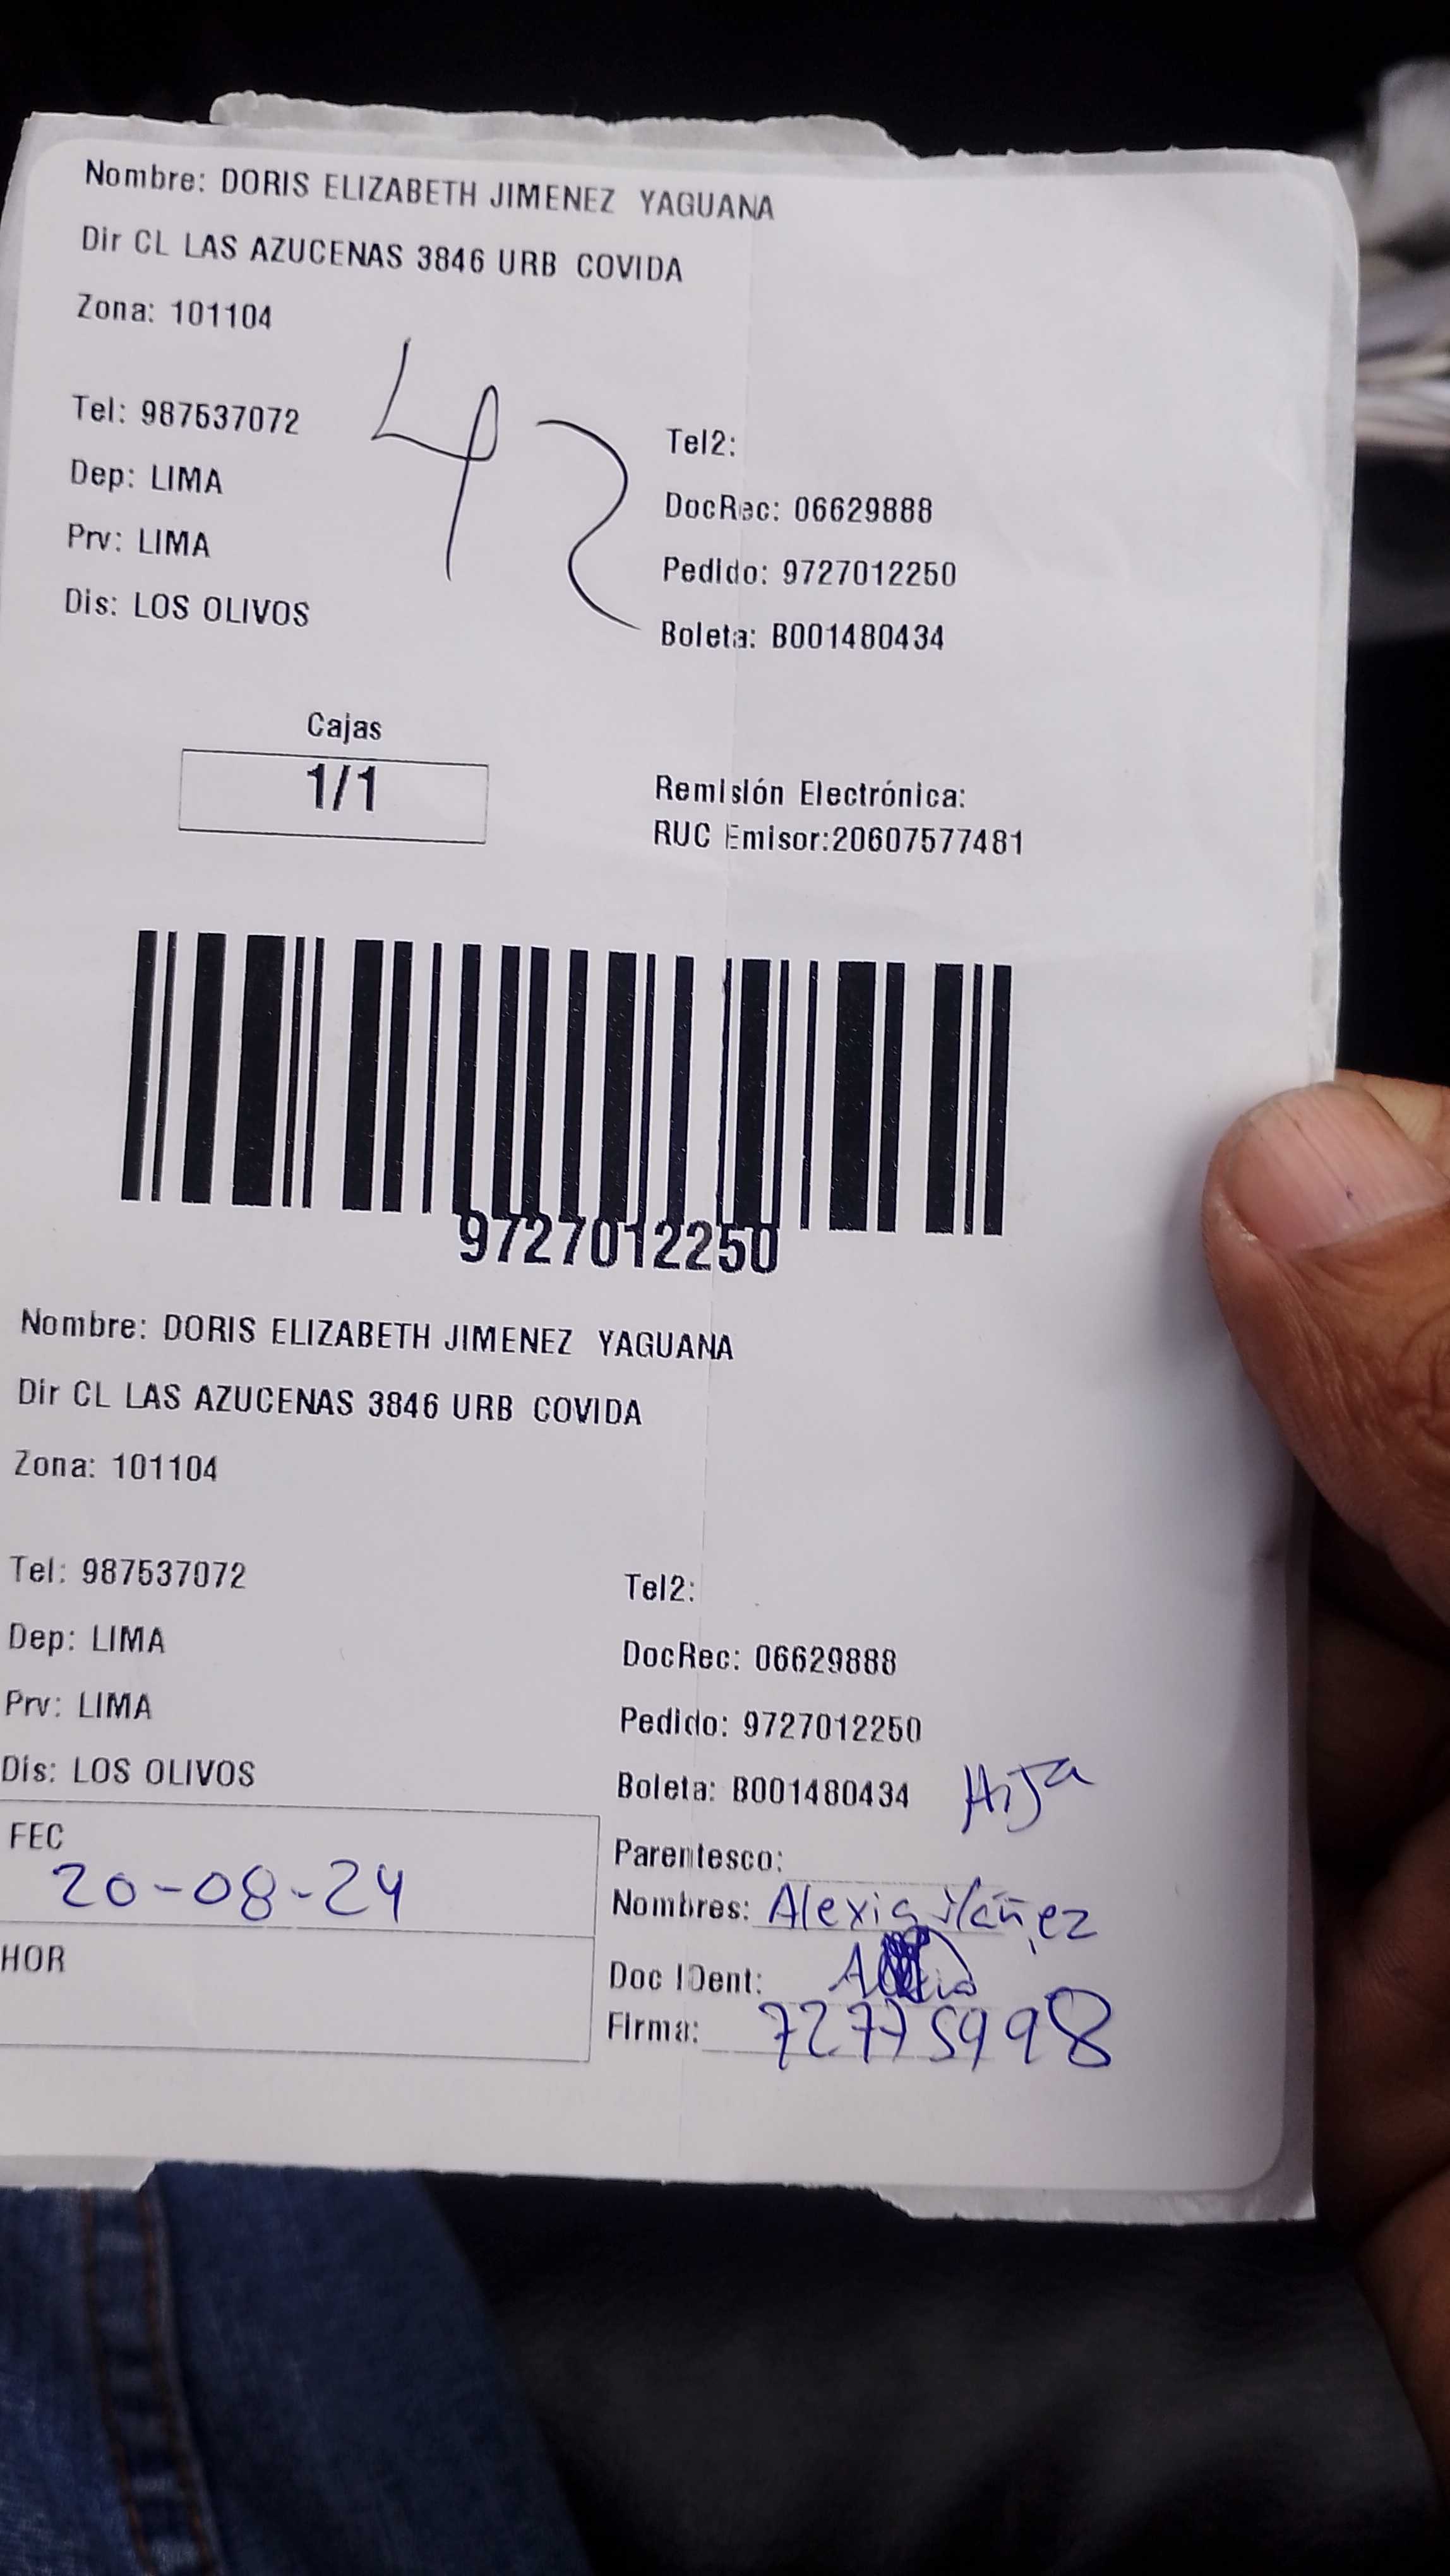 Nombre: DORIS ELIZABETH JIMENEZ YAGUANA
Dir CL LAS AZUCENAS 3846 URB COVIDA
Zona: 101104
42
Tel: 987537072
Tel2:
Dep: LIMA
DocRec: 06629888
Prv: LIMA
Pedido: 9727012250
Dis: LOS OLIVOS
Boleta: B001480434
Cajas
1/1
Remisión Electrónica:
RUC Emisor:20607577481
9727012250
Nombre: DORIS ELIZABETH JIMENEZ YAGUANA
Dir CL LAS AZUCENAS 3846 URB COVIDA
Zona: 101104
Tel: 987537072
Tel2:
Dep: LIMA
DocRec: 06629888
Prv: LIMA
Pedido: 9727012250
Dis: LOS OLIVOS
Boleta: B001480434
Hija
FEC
20-08-24
Parentesco:
Nombres: Alexia Yáñez
HOR
Doc IDent:
Firma: 72775998